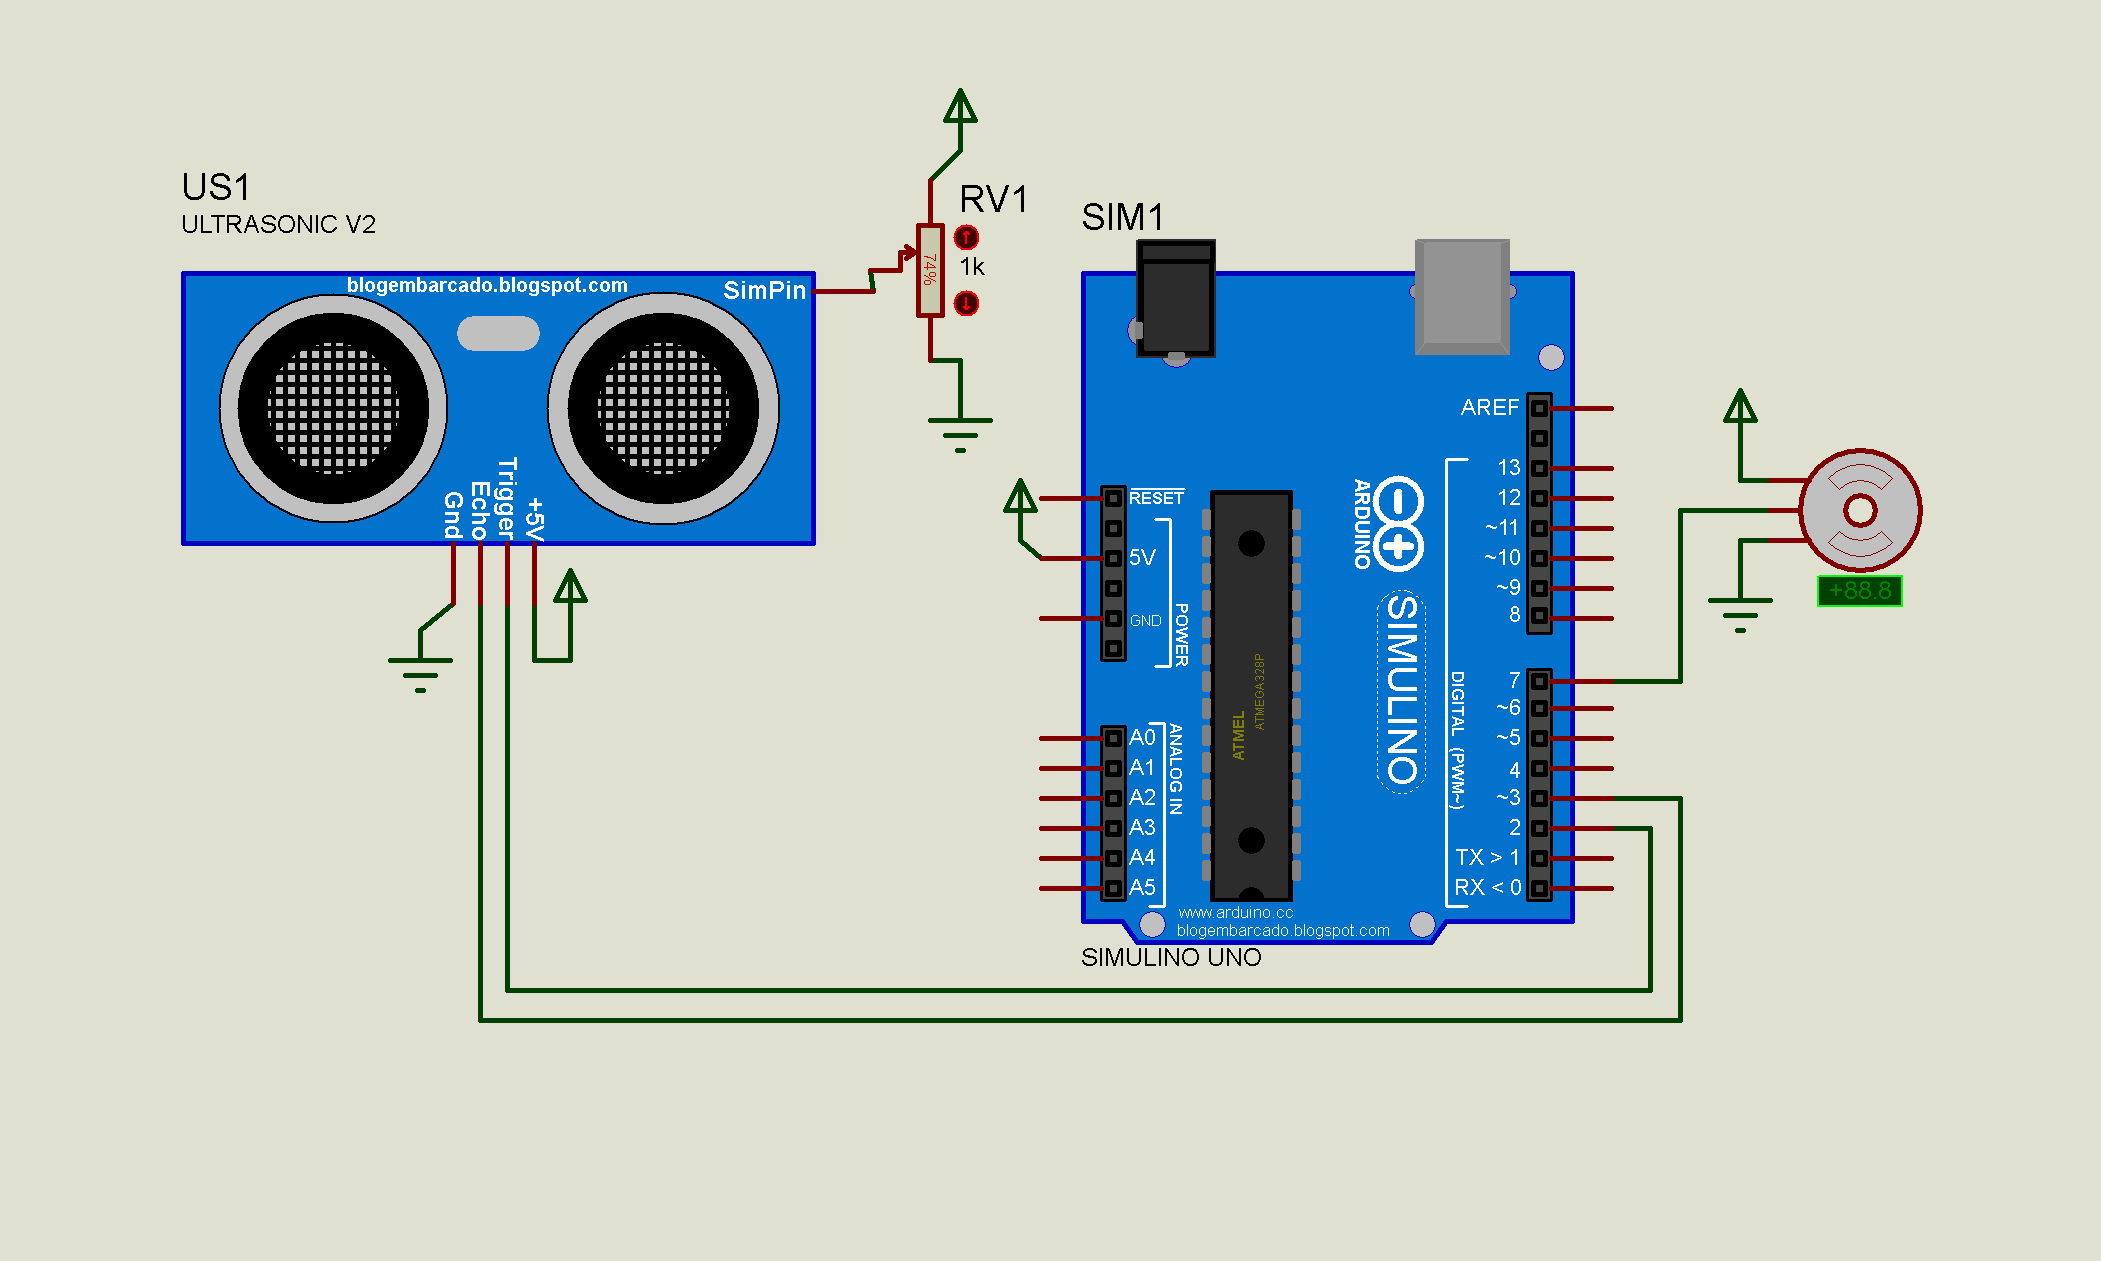 US1
ULTRASONIC V2
blogembarcado.blogspot.com
SimPin
Gnd
Echo
Trigger
+5V
RV1
74%
1k
SIM1
AREF
13
12
~11
~10
~9
8
RESET
5V
GND
POWER
ARDUINO
SIMULINO
ATMEL
ATMEGA328P
DIGITAL (PWM~)
7
~6
~5
4
~3
2
TX > 1
RX < 0
A0
A1
A2
A3
A4
A5
ANALOG IN
www.arduino.cc
blogembarcado.blogspot.com
SIMULINO UNO
+88.8